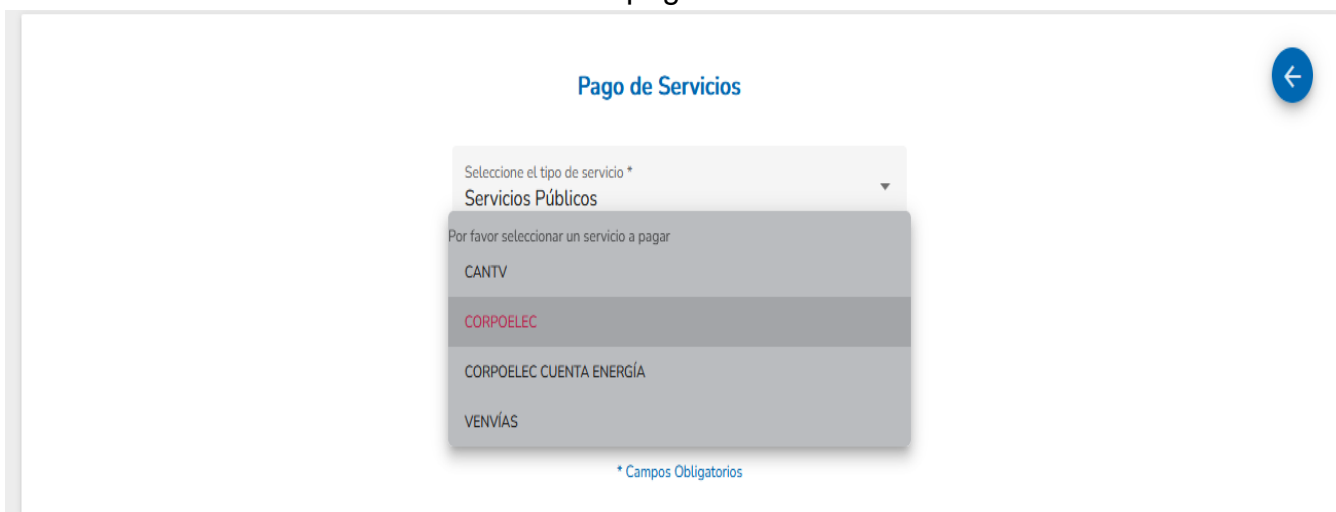 Pago de Servicios
Seleccione el tipo de servicio *
Servicios Públicos
Por favor seleccionar un servicio a pagar
CANTV
CORPOELEC
CORPOELEC CUENTA ENERGÍA
VENVÍAS
* Campos Obligatorios